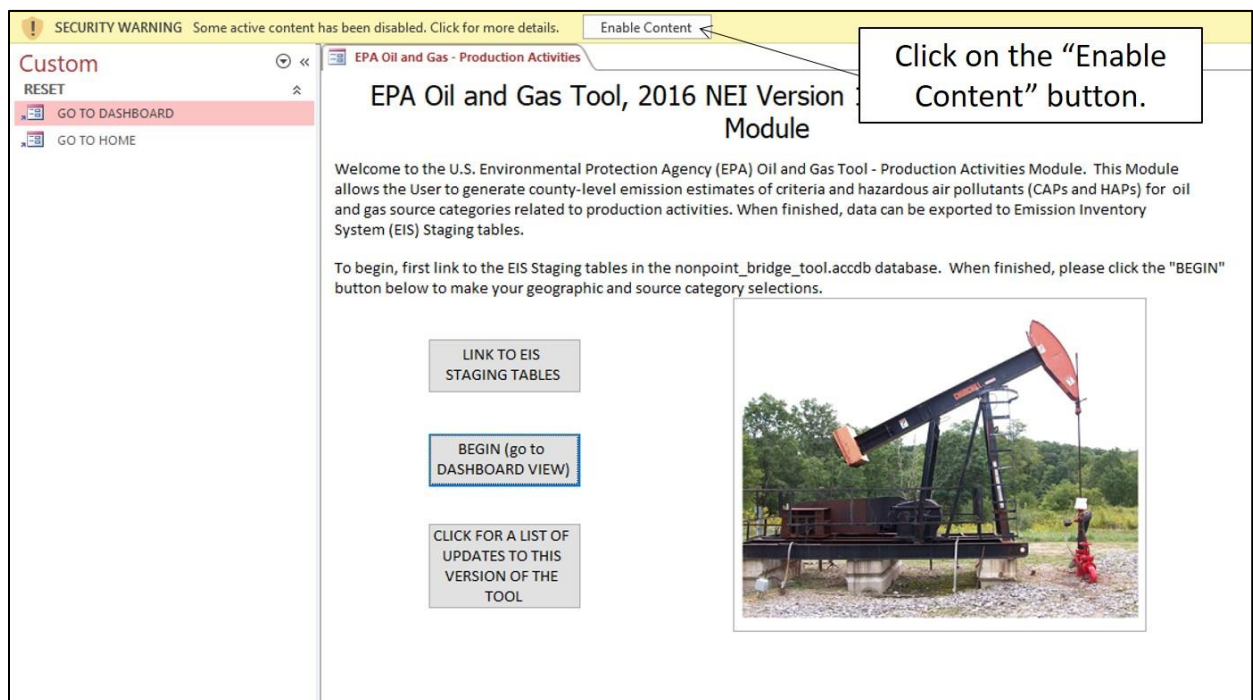 SECURITY WARNING Some active content has been disabled. Click for more details. Enable Content
Click on the “Enable
Content” button.
Custom
RESET
GO TO DASHBOARD
GO TO HOME
EPA Oil and Gas - Production Activities
EPA Oil and Gas Tool, 2016 NEI Version
Module
Welcome to the U.S. Environmental Protection Agency (EPA) Oil and Gas Tool - Production Activities Module. This Module
allows the User to generate county-level emission estimates of criteria and hazardous air pollutants (CAPs and HAPs) for oil
and gas source categories related to production activities. When finished, data can be exported to Emission Inventory
System (EIS) Staging tables.
To begin, first link to the EIS Staging tables in the nonpoint_bridge_tool.accdb database. When finished, please click the "BEGIN"
button below to make your geographic and source category selections.
LINK TO EIS
STAGING TABLES
BEGIN (go to
DASHBOARD VIEW)
CLICK FOR A LIST OF
UPDATES TO THIS
VERSION OF THE
TOOL
CHURCHILL